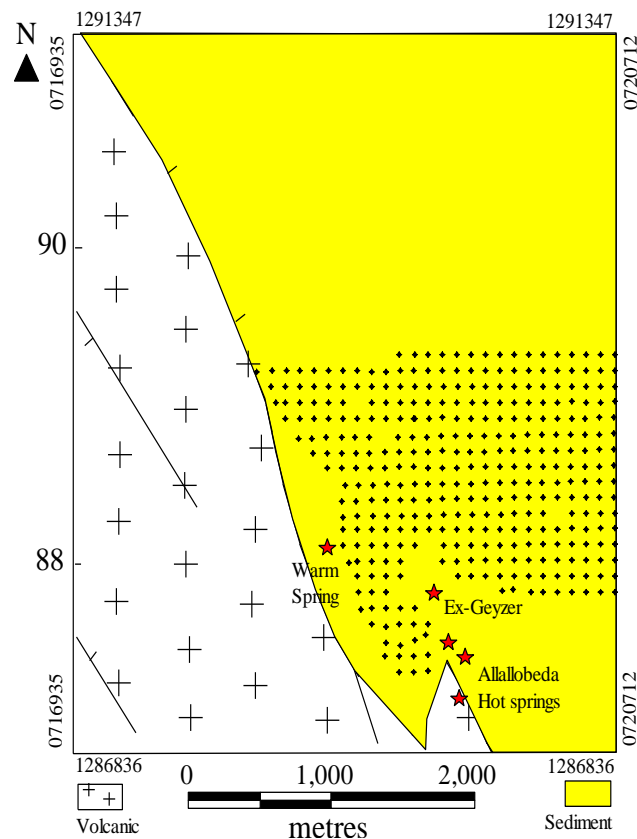 1291347
1291347
N
0716935
0720712
90
88
Warm
Spring
Ex-Geyzer
Allallobeda
Hot springs
0716935
0720712
1286836
1286836
0
1,000
2,000
Volcanic
metres
Sediment